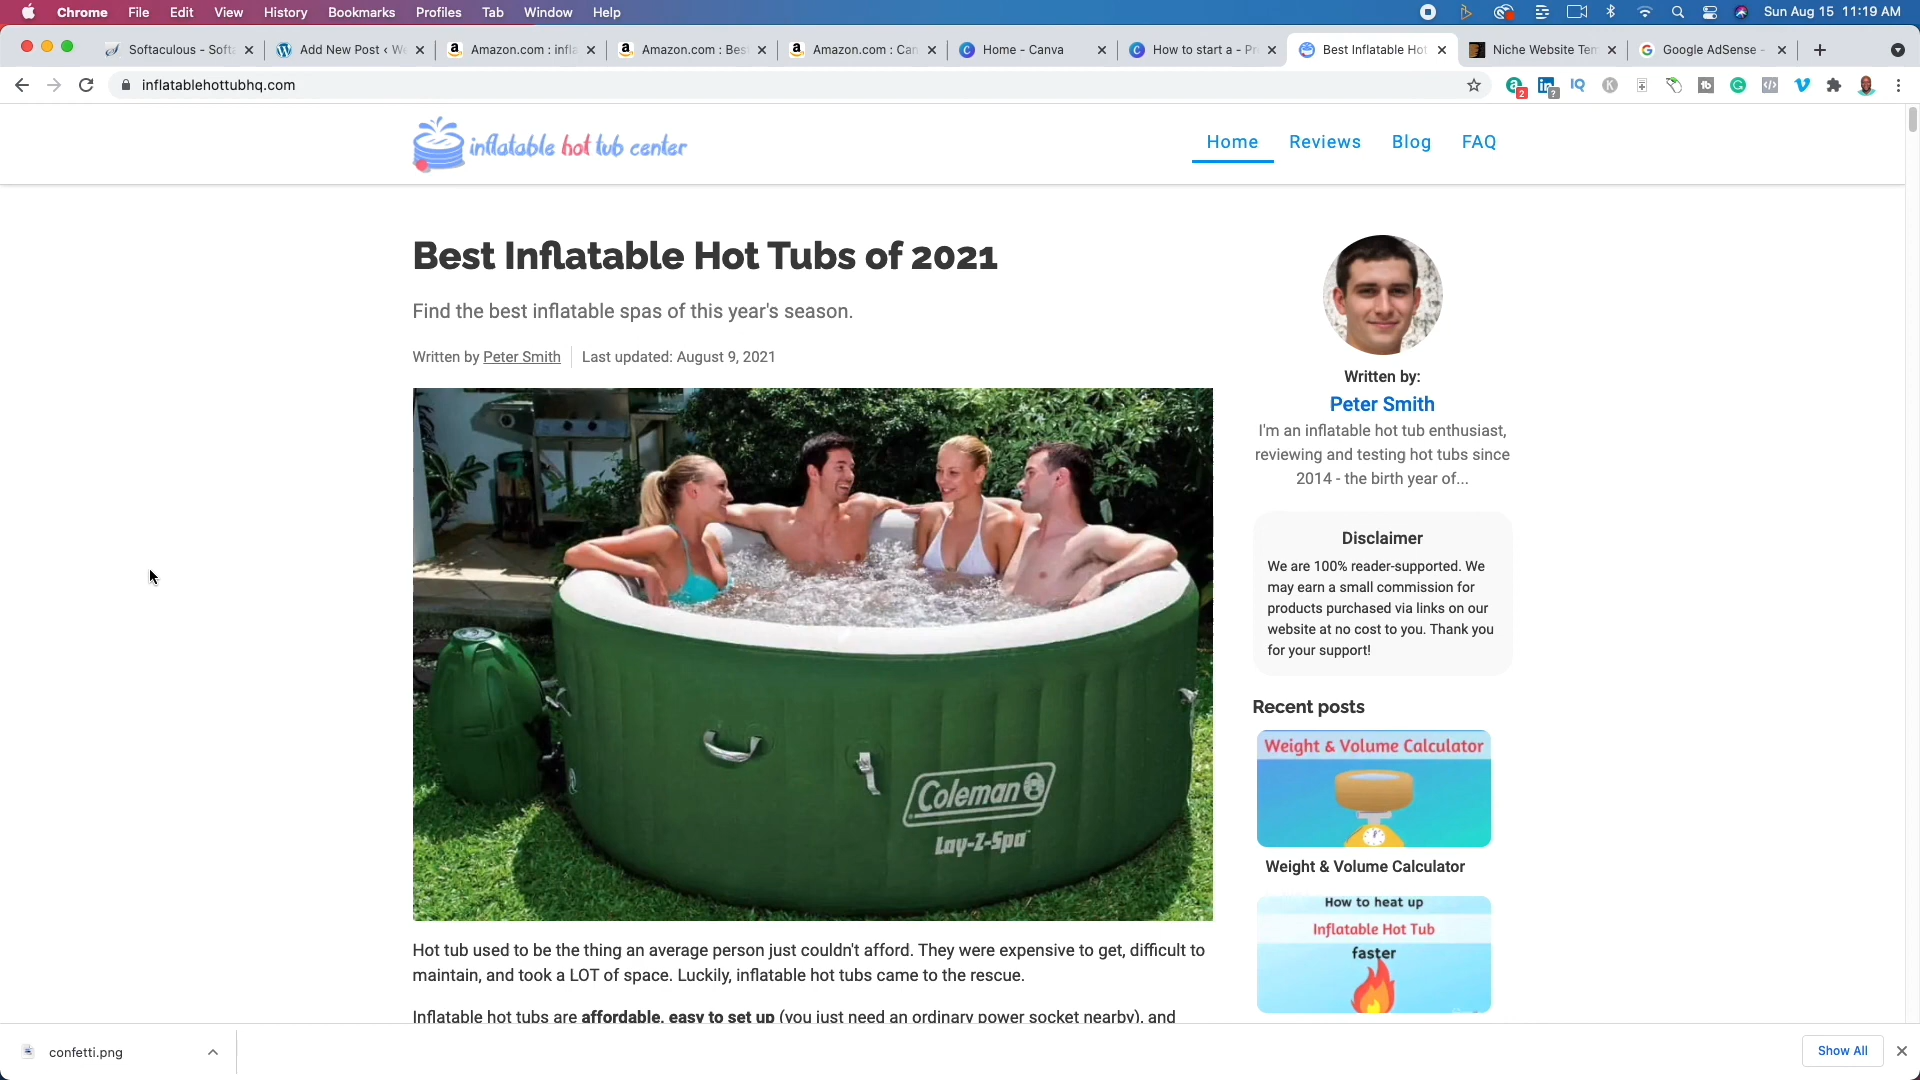 Chrome File Edit View History Bookmarks Profiles Tab Window Help Sun Aug 15 11:19 AM
Softaculous - Softa Add New Post ‹ W Amazon.com : infla Amazon.com : Bes Amazon.com : Can Home - Canva How to start a - Pr Best Inflatable Hot Niche Website Tem Google AdSense -
inflatablehottubhq.com
inflatable hot tub center
Home Reviews Blog FAQ
Best Inflatable Hot Tubs of 2021
Find the best inflatable spas of this year's season.
Written by Peter Smith Last updated: August 9, 2021
Coleman
Lay-Z-Spa
Hot tub used to be the thing an average person just couldn't afford. They were expensive to get, difficult to
maintain, and took a LOT of space. Luckily, inflatable hot tubs came to the rescue.
Inflatable hot tubs are affordable, easy to set up (you just need an ordinary power socket nearby), and
Written by:
Peter Smith
I'm an inflatable hot tub enthusiast,
reviewing and testing hot tubs since
2014 - the birth year of...
Disclaimer
We are 100% reader-supported. We
may earn a small commission for
products purchased via links on our
website at no cost to you. Thank you
for your support!
Recent posts
Weight & Volume Calculator
Weight & Volume Calculator
How to heat up
Inflatable Hot Tub
faster
confetti.png
Show All